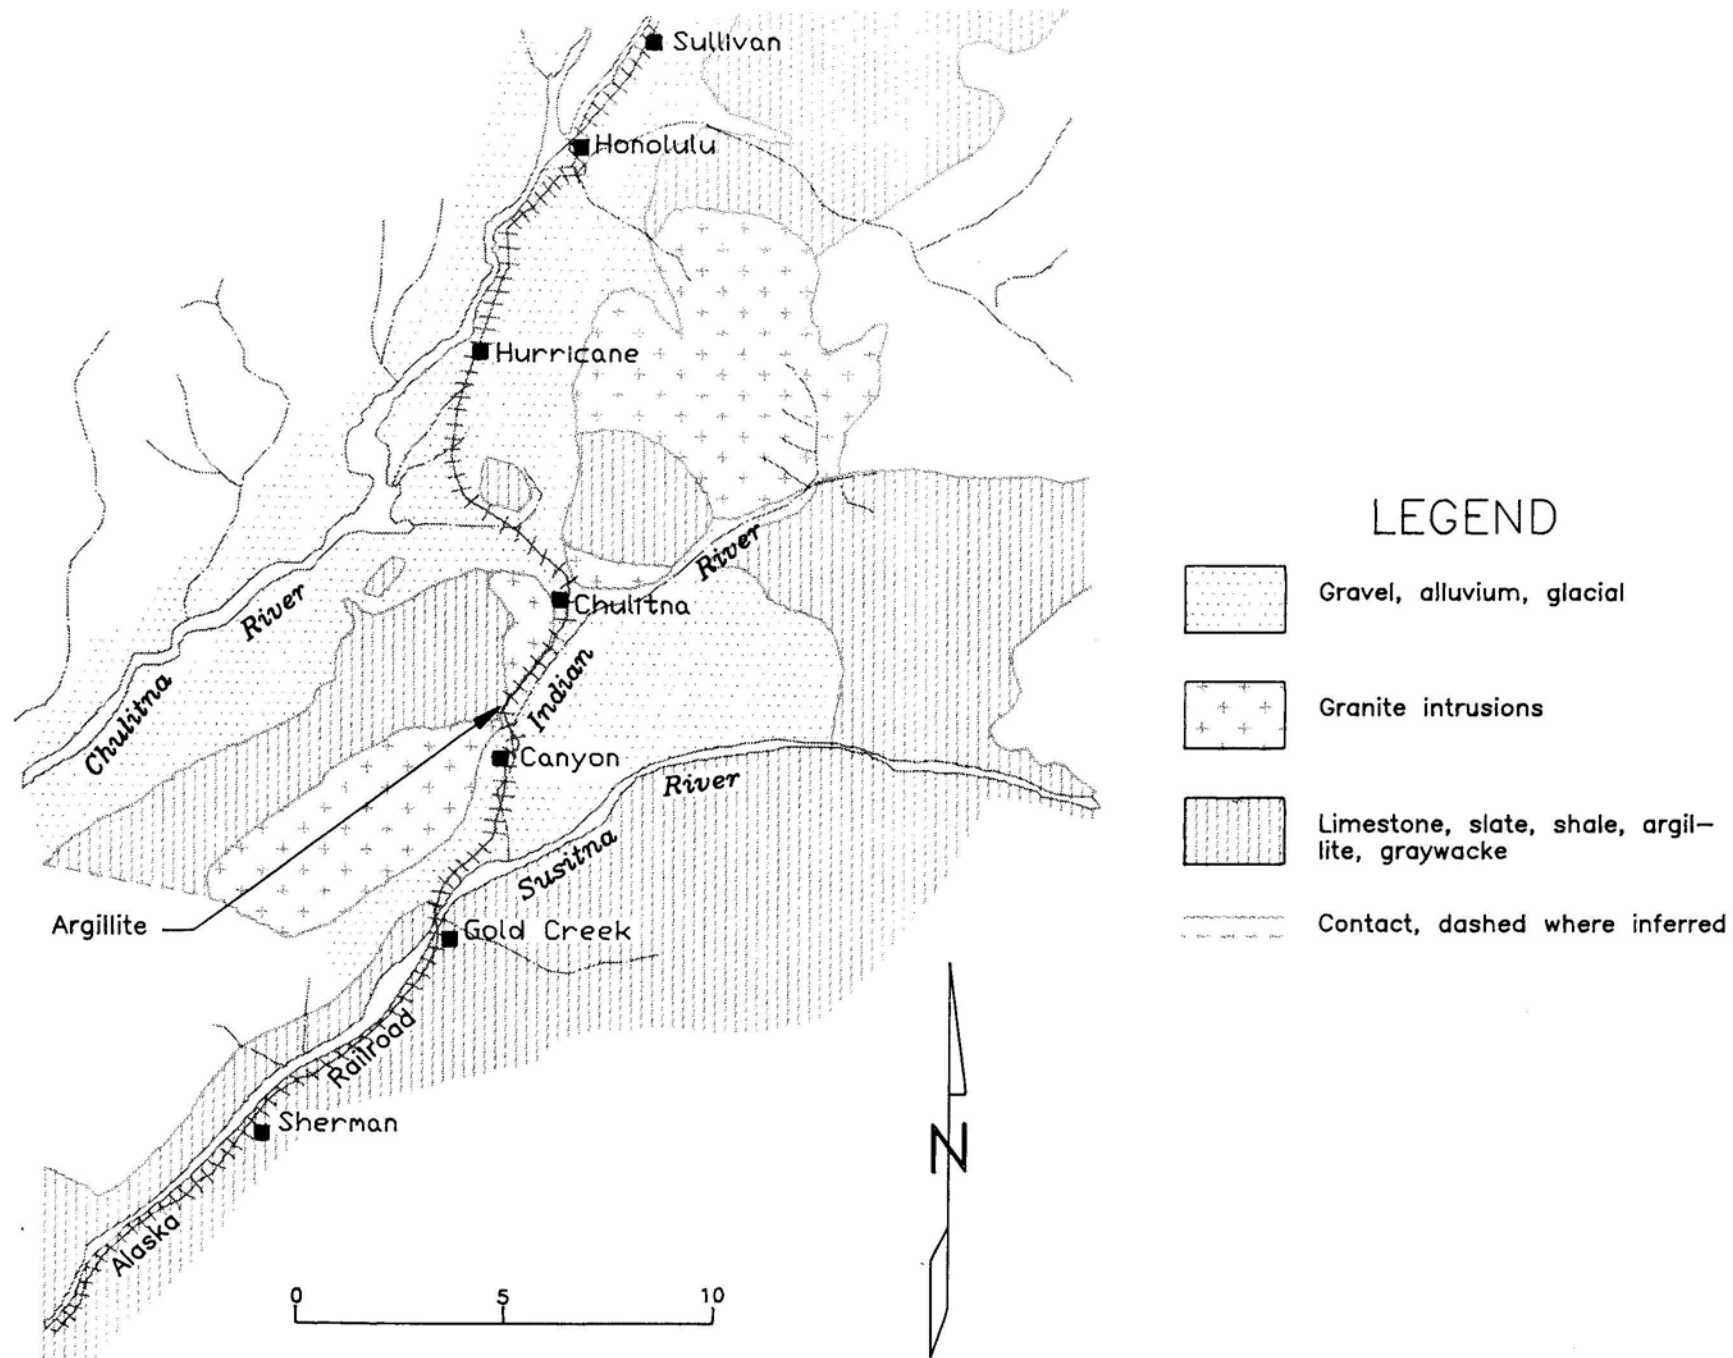 Sullivan
Honolulu
Hurricane
River
River
Chulitna
Chulitna
Indian
Canyon
River
Susitna
Argillite
Gold Creek
Railroad
Sherman
Alaska
0 5 10
N
LEGEND
Gravel, alluvium, glacial
Granite intrusions
Limestone, slate, shale, argil-
lite, graywacke
Contact, dashed where inferred